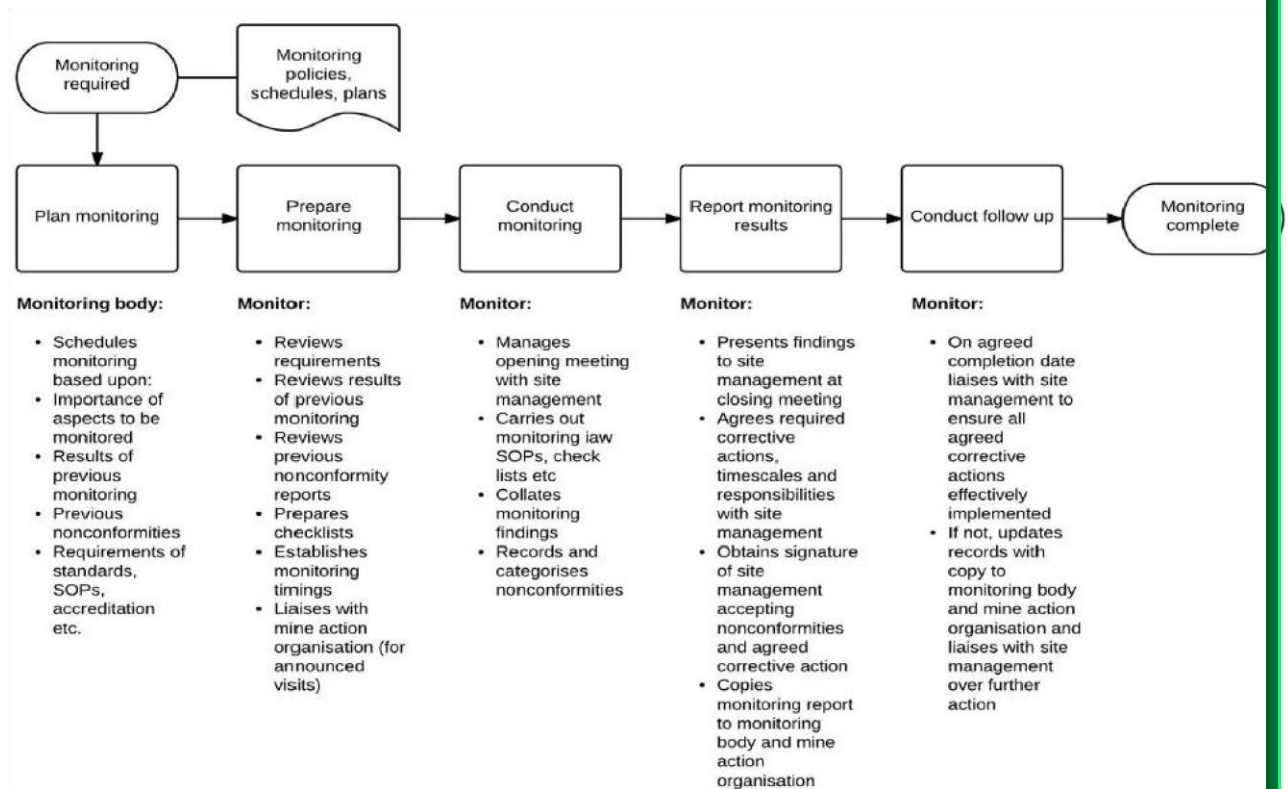 Monitoring
required
Monitoring
policies,
schedules, plans
Plan monitoring
Prepare
monitoring
Conduct
monitoring
Report monitoring
results
Conduct follow up
Monitoring
complete
Monitoring body:
• Schedules
monitoring
based upon:
• Importance of
aspects to be
monitored
• Results of
previous
monitoring
• Previous
nonconformities
• Requirements of
standards,
SOPs,
accreditation
etc.
Monitor:
• Reviews
requirements
• Reviews results
of previous
monitoring
• Reviews
previous
nonconformity
reports
• Prepares
checklists
• Establishes
monitoring
timings
• Liaises with
mine action
organisation (for
announced
visits)
Monitor:
• Manages
opening meeting
with site
management
• Carries out
monitoring iaw
SOPs, check
lists etc
• Collates
monitoring
findings
• Records and
categorises
nonconformities
Monitor:
• Presents findings
to site
management at
closing meeting
• Agrees required
corrective
actions,
timescales and
responsibilities
with site
management
• Obtains signature
of site
management
accepting
nonconformities
and agreed
corrective action
• Copies
monitoring report
to monitoring
body and mine
action
organisation
Monitor:
• On agreed
completion date
liaises with site
management to
ensure all
agreed
corrective
actions
effectively
implemented
• If not, updates
records with
copy to
monitoring body
and mine action
organisation and
liaises with site
management
over further
action